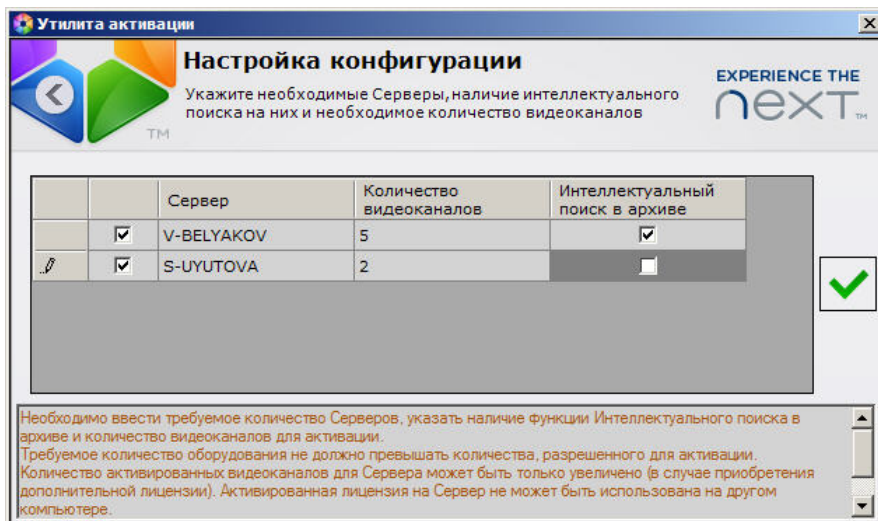 Утилита активации
Настройка конфигурации
Укажите необходимые Серверы, наличие интеллектуального
поиска на них и необходимое количество видеоканалов
EXPERIENCE THE
next TM
TM
Сервер Количество видеоканалов Интеллектуальный поиск в архиве
V-BELYAKOV 5
S-UYUTOVA 2
Необходимо ввести требуемое количество Серверов, указать наличие функции Интеллектуального поиска в
архиве и количество видеоканалов для активации.
Требуемое количество оборудования не должно превышать количества, разрешенного для активации.
Количество активированных видеоканалов для Сервера может быть только увеличено (в случае приобретения
дополнительной лицензии). Активированная лицензия на Сервер не может быть использована на другом
компьютере.